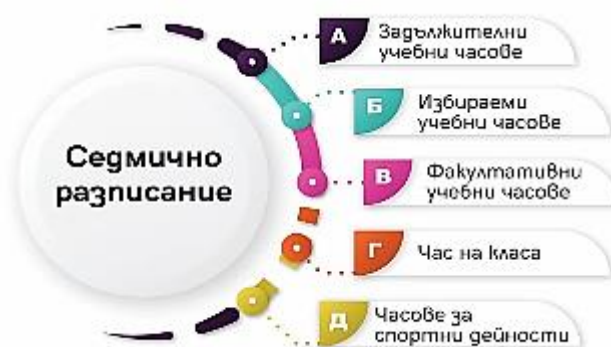 Седмично
разписание
А
Задължителни
учебни часове
Б
Избираеми
учебни часове
В
Факултативни
учебни часове
Г
Час на класа
Д
Часове за
спортни дейности